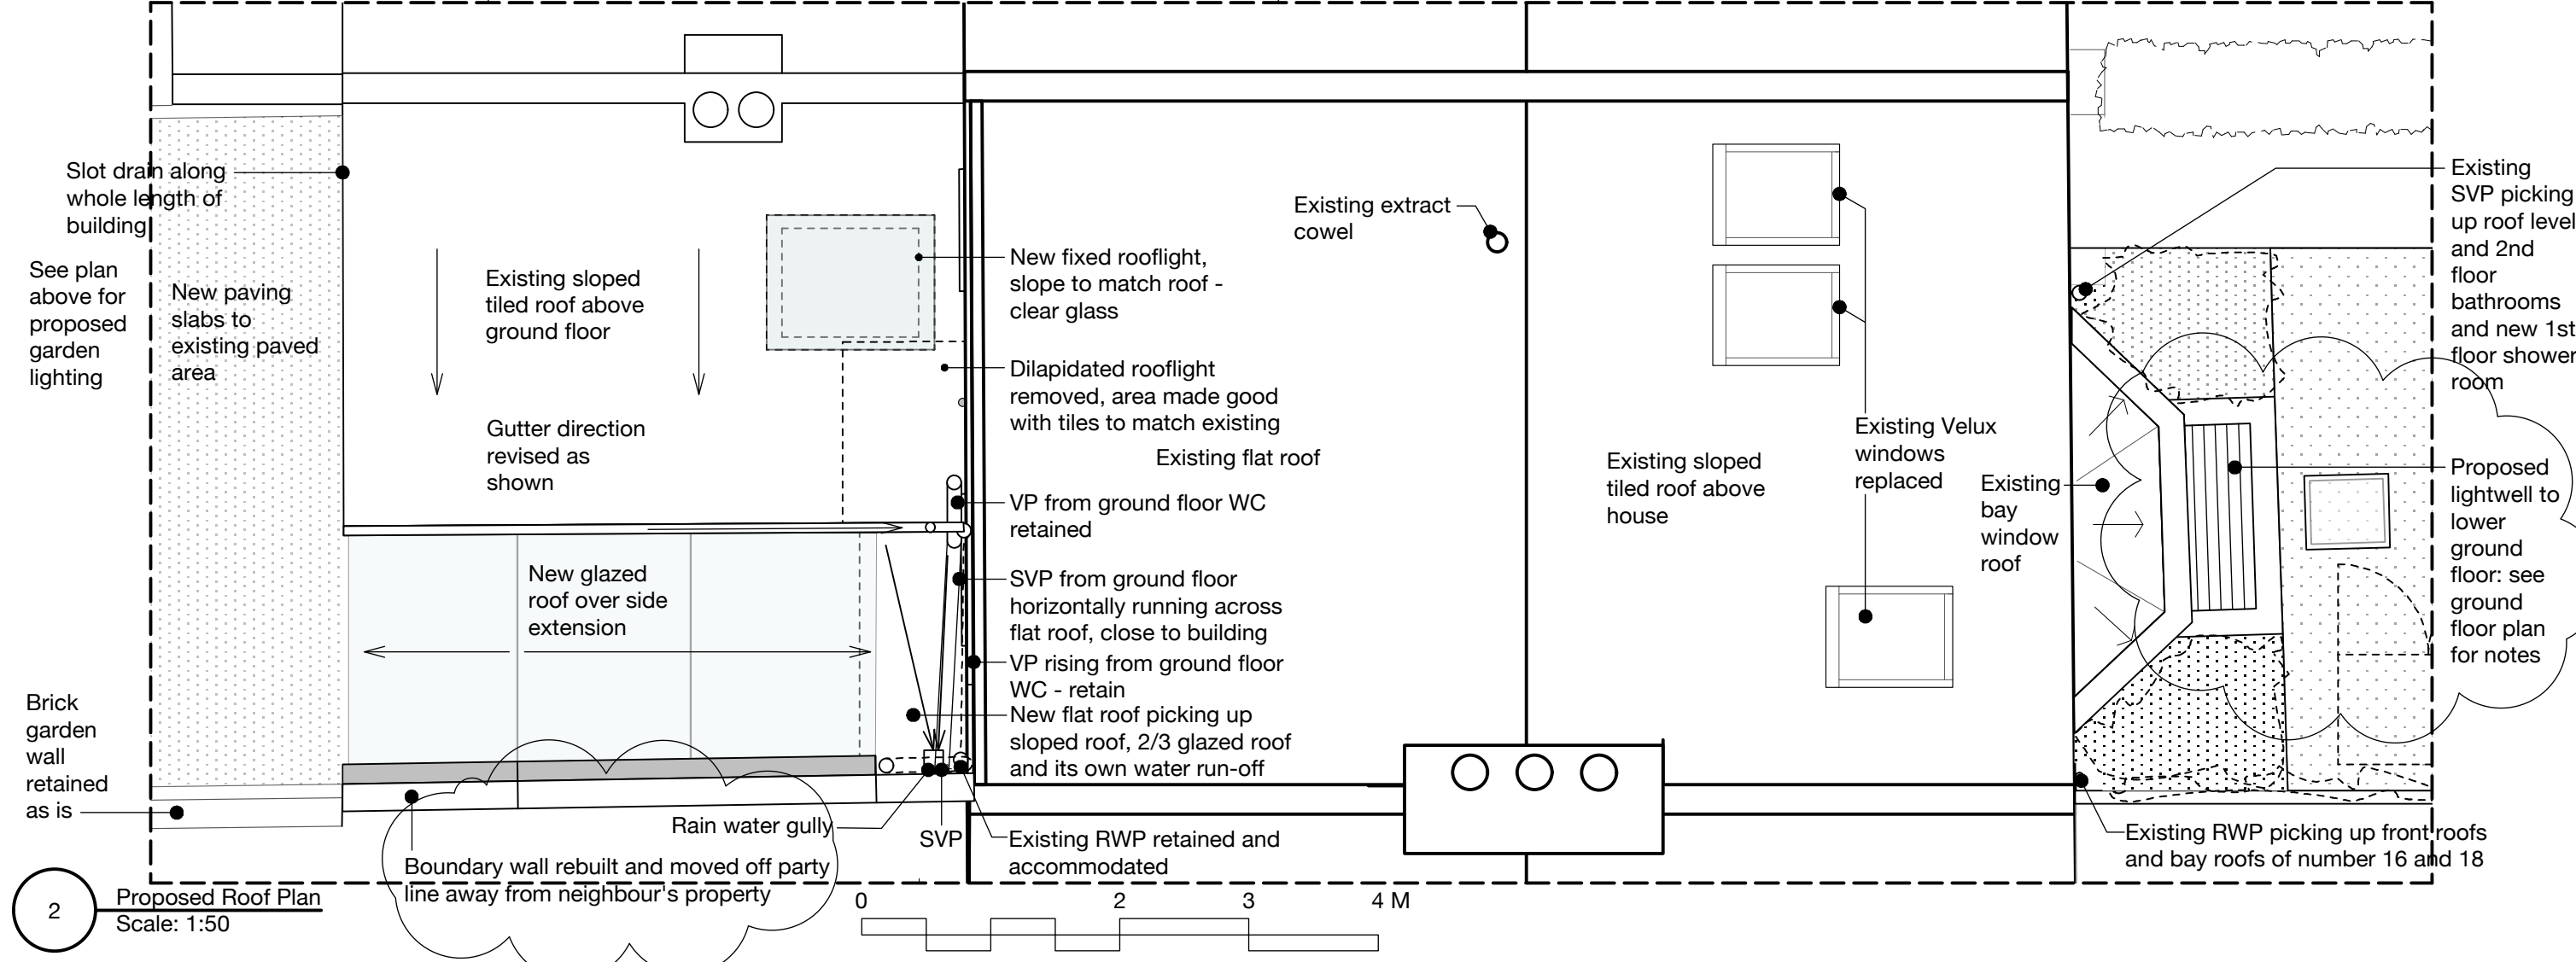 Slot drain along
whole length of
building
See plan
above for
proposed
garden
lighting
New paving
slabs to
existing paved
area
Existing sloped
tiled roof above
ground floor
Gutter direction
revised as
shown
New glazed
roof over side
extension
Brick
garden
wall
retained
as is
New fixed rooflight,
slope to match roof -
clear glass
Dilapidated rooflight
removed, area made good
with tiles to match existing
Existing flat roof
VP from ground floor WC
retained
SVP from ground floor
horizontally running across
flat roof, close to building
VP rising from ground floor
WC - retain
New flat roof picking up
sloped roof, 2/3 glazed roof
and its own water run-off
Existing extract
cowel
Existing sloped
tiled roof above
house
Existing Velux
windows
replaced
Existing
bay
window
roof
Existing
SVP picking
up roof level
and 2nd
floor
bathrooms
and new 1st
floor shower
room
Proposed
lightwell to
lower
ground
floor: see
ground
floor plan
for notes
Rain water gully
SVP
Existing RWP retained and
accommodated
Existing RWP picking up front roofs
and bay roofs of number 16 and 18
Boundary wall rebuilt and moved off party
line away from neighbour's property
2
Proposed Roof Plan
Scale: 1:50
0 2 3 4 M